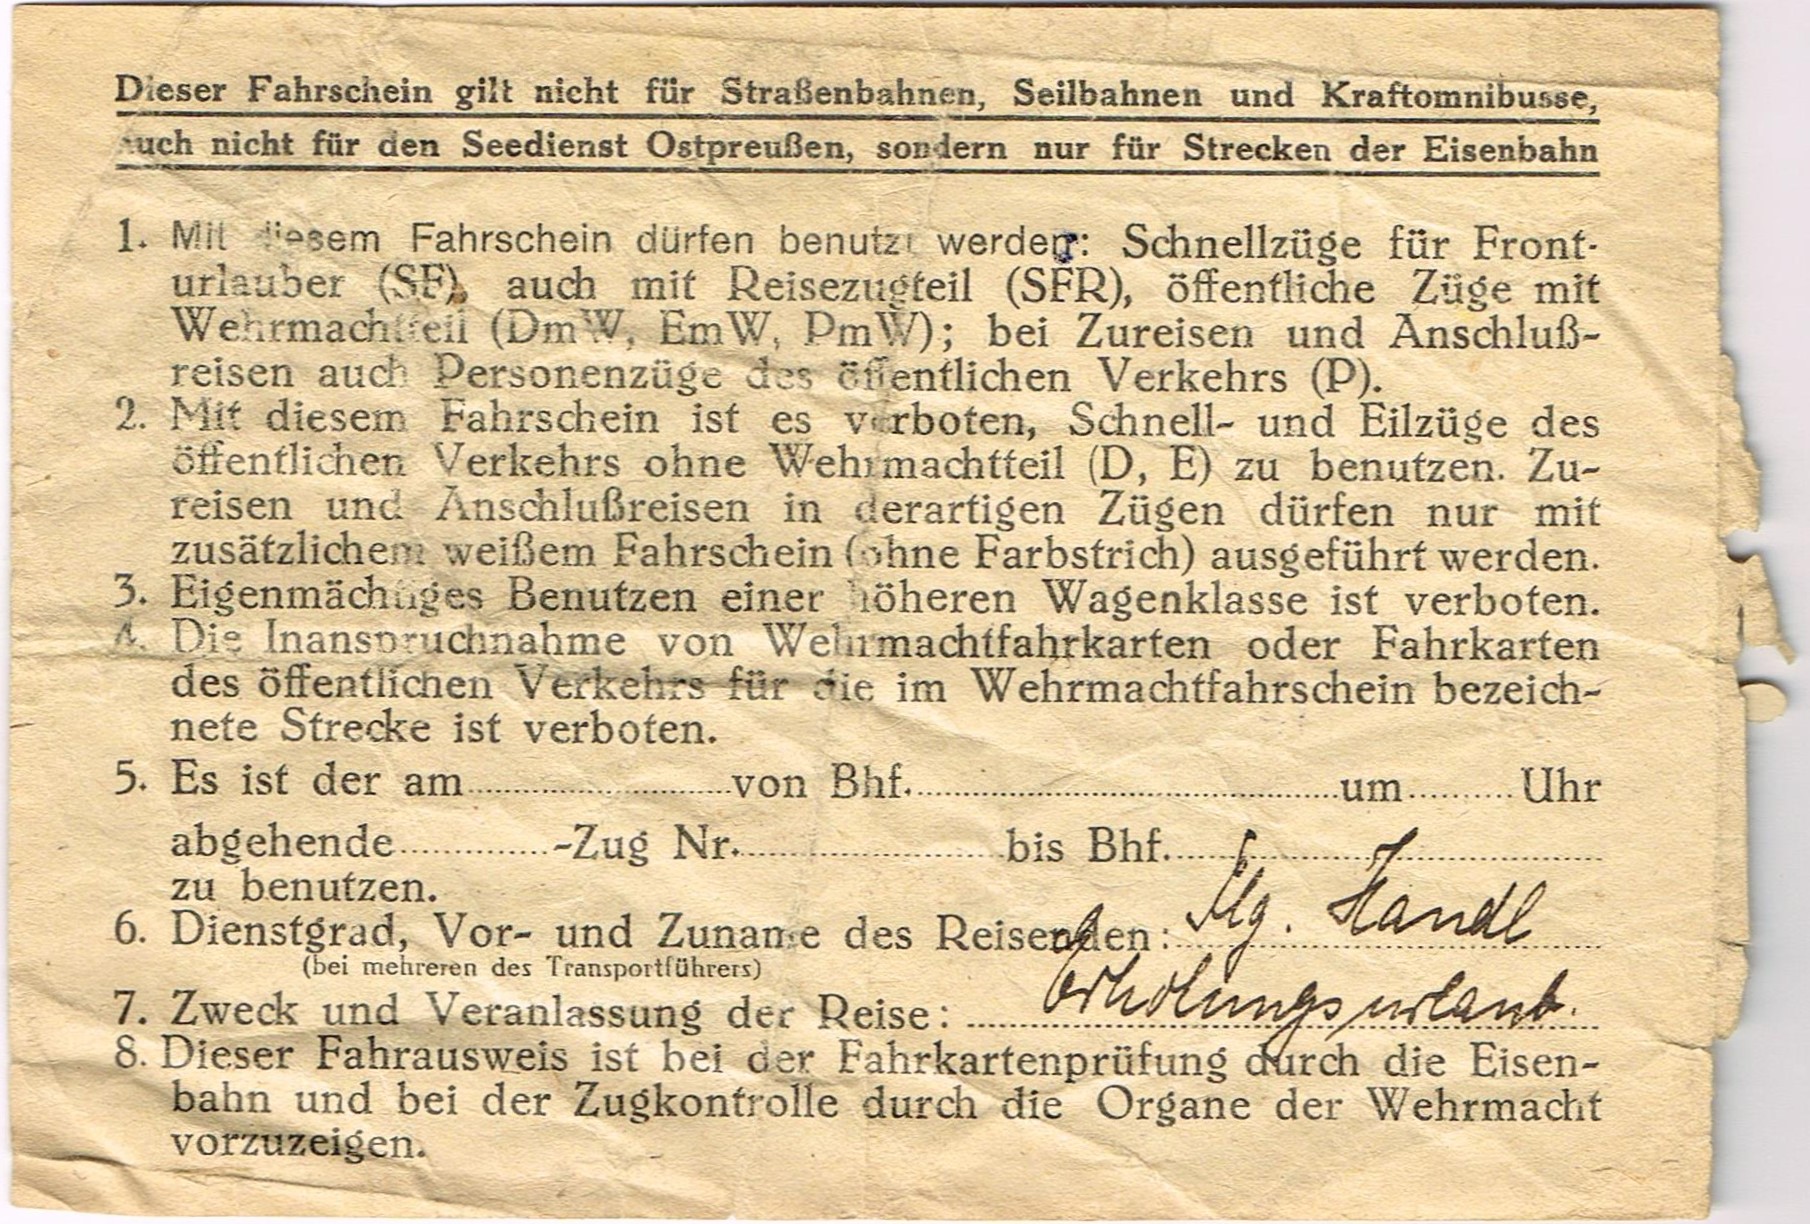 Dieser Fahrschein gilt nicht für Straßenbahnen, Seilbahnen und Kraftomnibusse,
auch nicht für den Seedienst Ostpreußen, sondern nur für Strecken der Eisenbahn
1. Mit diesem Fahrschein dürfen benutzt werden: Schnellzüge für Front-
urlauber (SF), auch mit Reisezugteil (SFR), öffentliche Züge mit
Wehrmachtteil (DmW, EmW, PmW); bei Zureisen und Anschluß-
reisen auch Personenzüge des öffentlichen Verkehrs (P).
2. Mit diesem Fahrschein ist es verboten, Schnell- und Eilzüge des
öffentlichen Verkehrs ohne Wehrmachtteil (D, E) zu benutzen. Zu-
reisen und Anschlußreisen in derartigen Zügen dürfen nur mit
zusätzlichem weißem Fahrschein (ohne Farbstrich) ausgeführt werden.
3. Eigenmächtiges Benutzen einer höheren Wagenklasse ist verboten.
4. Die Inanspruchnahme von Wehrmachtfahrkarten oder Fahrkarten
des öffentlichen Verkehrs für die im Wehrmachtfahrschein bezeich-
nete Strecke ist verboten.
5. Es ist der am von Bhf. um Uhr
abgehende -Zug Nr. bis Bhf.
zu benutzen.
6. Dienstgrad, Vor- und Zuname des Reisenden: Handl
(bei mehreren des Transportführers)
7. Zweck und Veranlassung der Reise: Erholungsurlaub.
8. Dieser Fahrausweis ist bei der Fahrkartenprüfung durch die Eisen-
bahn und bei der Zugkontrolle durch die Organe der Wehrmacht
vorzuzeigen.